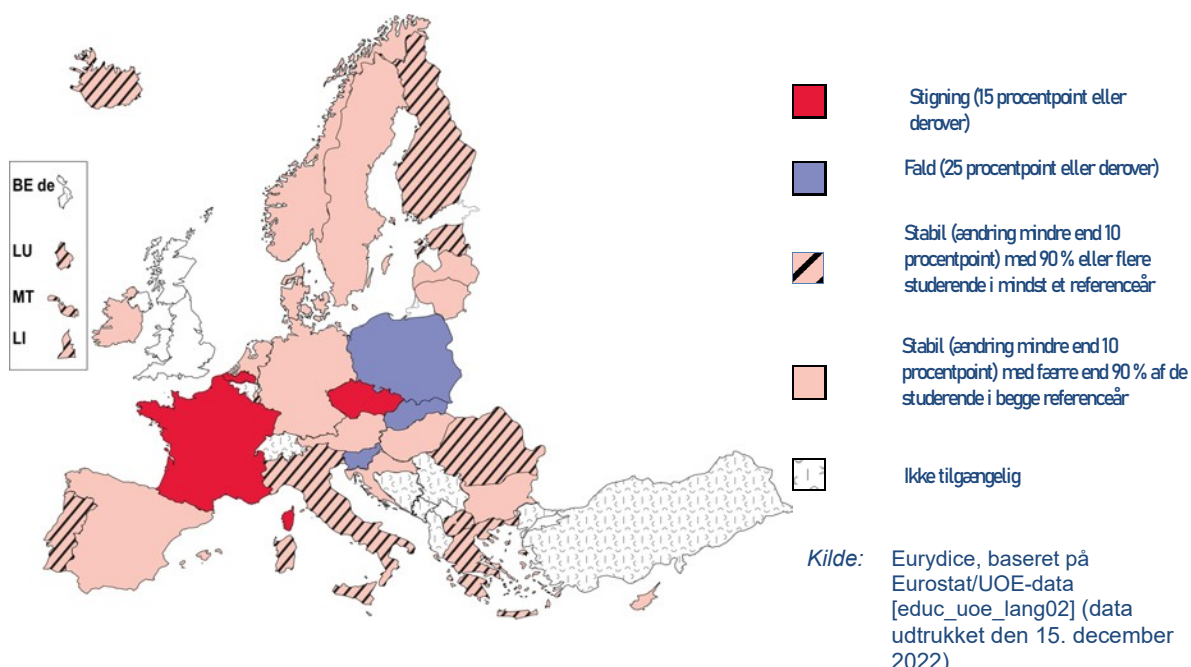 BE de
LU
MT
LI
Stigning (15 procentpoint eller
derover)
Fald (25 procentpoint eller derover)
Stabil (ændring mindre end 10
procentpoint) med 90 % eller flere
studerende i mindst et referenceår
Stabil (ændring mindre end 10
procentpoint) med færre end 90 % af de
studerende i begge referenceår
Ikke tilgængelig
Kilde: Eurydice, baseret på
Eurostat/UOE-data
[educ_uoe_lang02] (data
udtrukket den 15. december
2022)